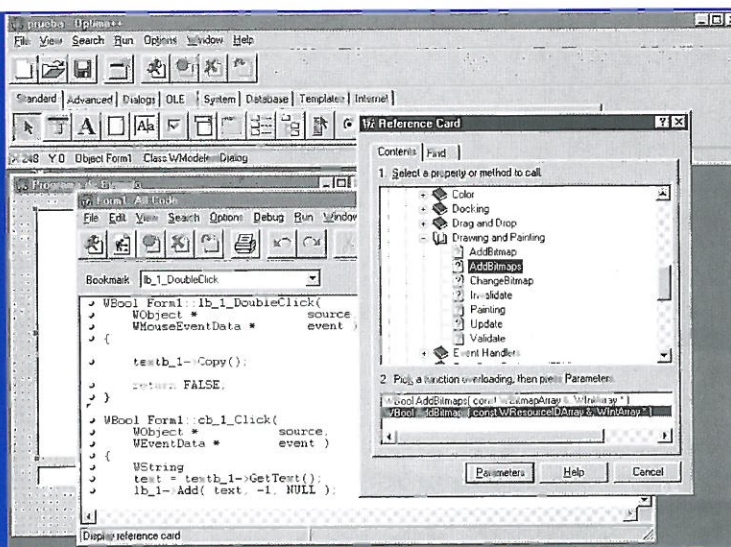 prueba - Optima++
File View Search Run Options Window Help
Standard Advanced Dialogs OLE System Database Templates Internet
X 248 Y 0 Object Form1 Class WModeless Dialog
Form1: All Code
File Edit View Search Options Debug Run Window
Bookmark lb_1_DoubleClick
WBool Form1::lb_1_DoubleClick(
WObject * source,
WMouseEventData * event )
{
textb_1->Copy();
return FALSE;
}
WBool Form1::cb_1_Click(
WObject * source,
WEventData * event )
{
WString
text = textb_1->GetText();
lb_1->Add( text, -1, NULL );
Display reference card
Reference Card
Contents Find
1. Select a property or method to call.
Color
Docking
Drag and Drop
Drawing and Painting
AddBitmap
AddBitmaps
ChangeBitmap
Invalidate
Painting
Update
Validate
Event Handlers
2. Pick a function overloading, then press Parameters
WBool AddBitmaps( const WBitmapArray &, WIntArray * )
WBool AddBitmaps( const WResourceIDArray &, WIntArray * )
Parameters Help Cancel